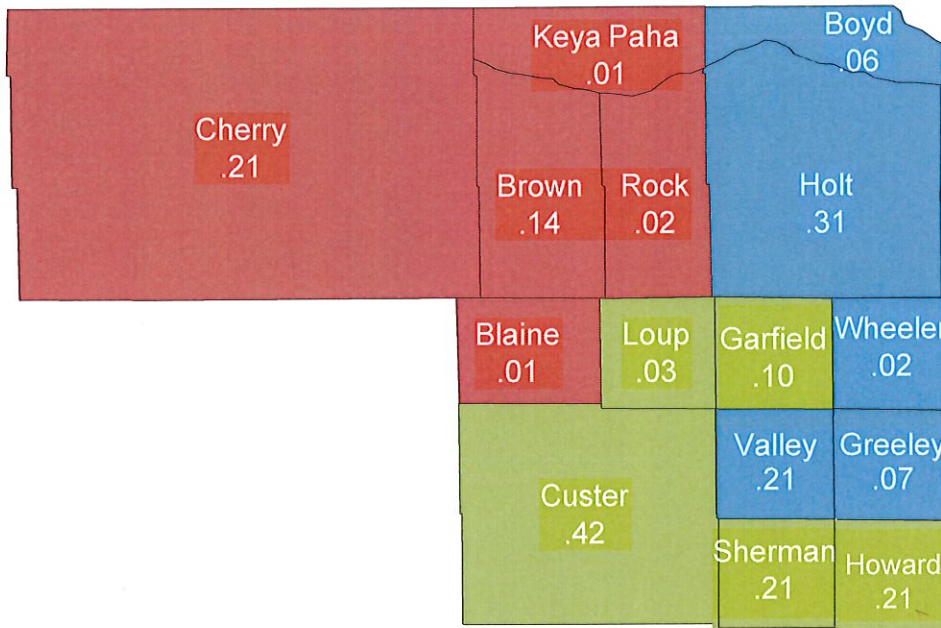 Keya Paha
.01
Boyd
.06
Cherry
.21
Brown
.14
Rock
.02
Holt
.31
Blaine
.01
Loup
.03
Garfield
.10
Wheeler
.02
Valley
.21
Greeley
.07
Custer
.42
Sherman
.21
Howard
.21